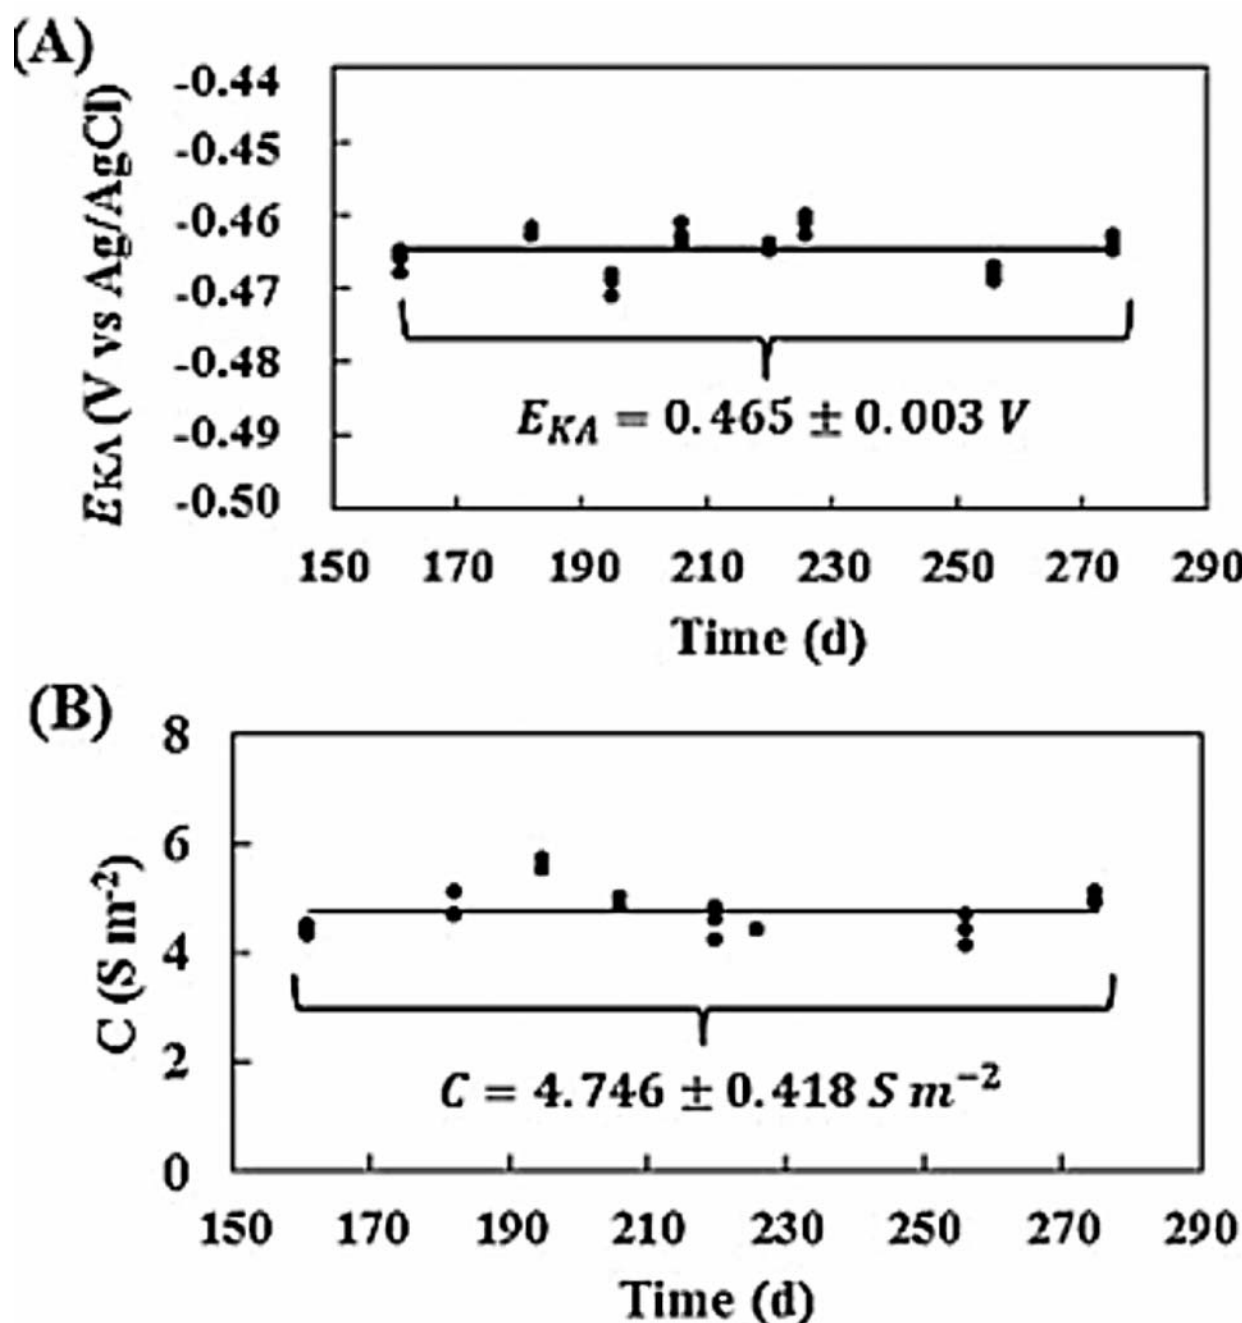 (A)
E_KA (V vs Ag/AgCl)
-0.44
-0.45
-0.46
-0.47
-0.48
-0.49
-0.50
E_KA = 0.465 ± 0.003 V
150 170 190 210 230 250 270 290
Time (d)
(B)
C (S m⁻²)
8
6
4
2
0
C = 4.746 ± 0.418 S m⁻²
150 170 190 210 230 250 270 290
Time (d)